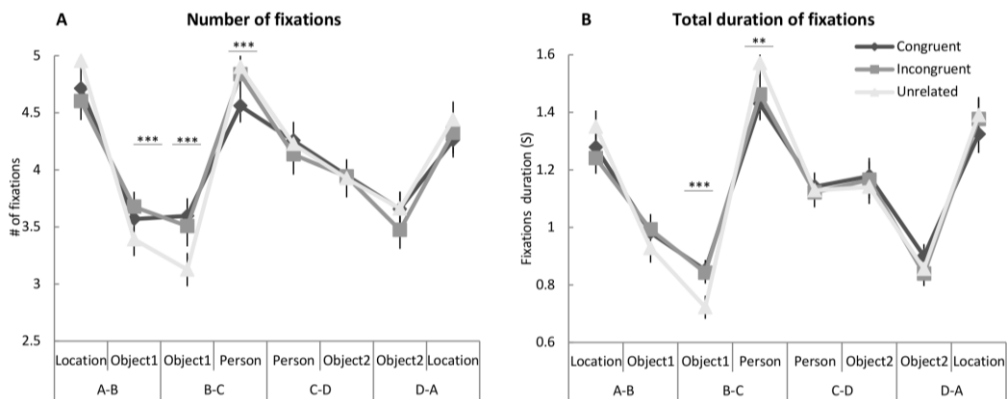 A Number of fixations
# of fixations
5
4.5
4
3.5
3
2.5
***
*** ***
Location Object1 Object1 Person Person Object2 Object2 Location
A-B B-C C-D D-A
B Total duration of fixations
Fixations duration (S)
1.6
1.4
1.2
1
0.8
0.6
**
***
Congruent
Incongruent
Unrelated
Location Object1 Object1 Person Person Object2 Object2 Location
A-B B-C C-D D-A